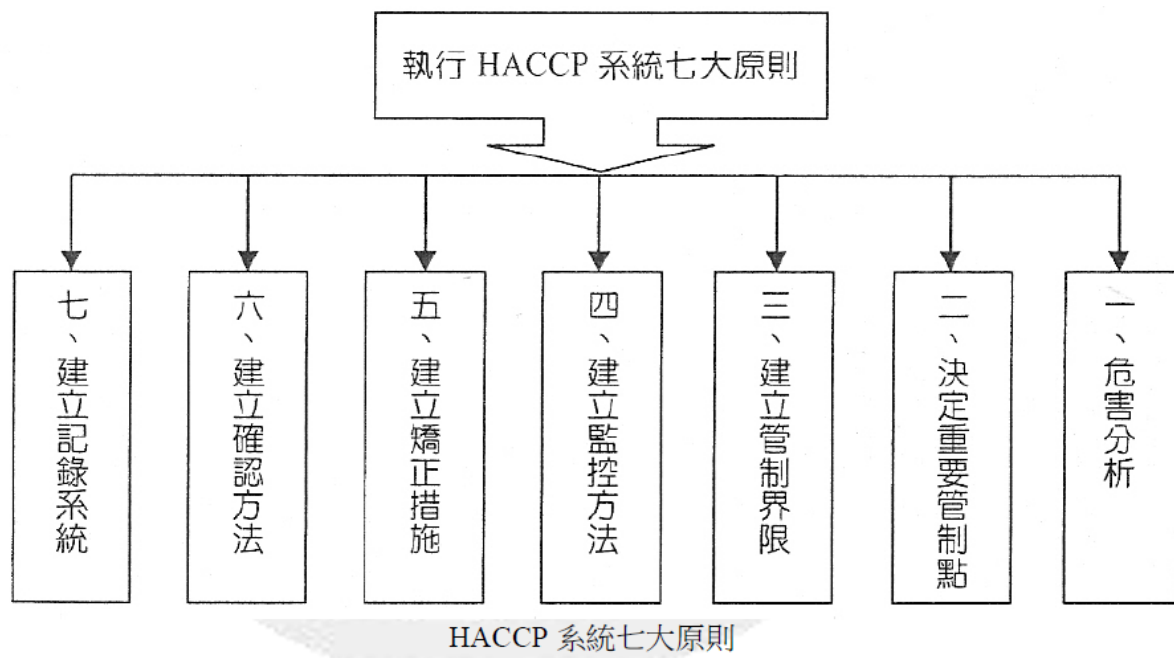 執行 HACCP 系統七大原則
一、危害分析
二、決定重要管制點
三、建立管制界限
四、建立監控方法
五、建立矯正措施
六、建立確認方法
七、建立記錄系統
HACCP 系統七大原則